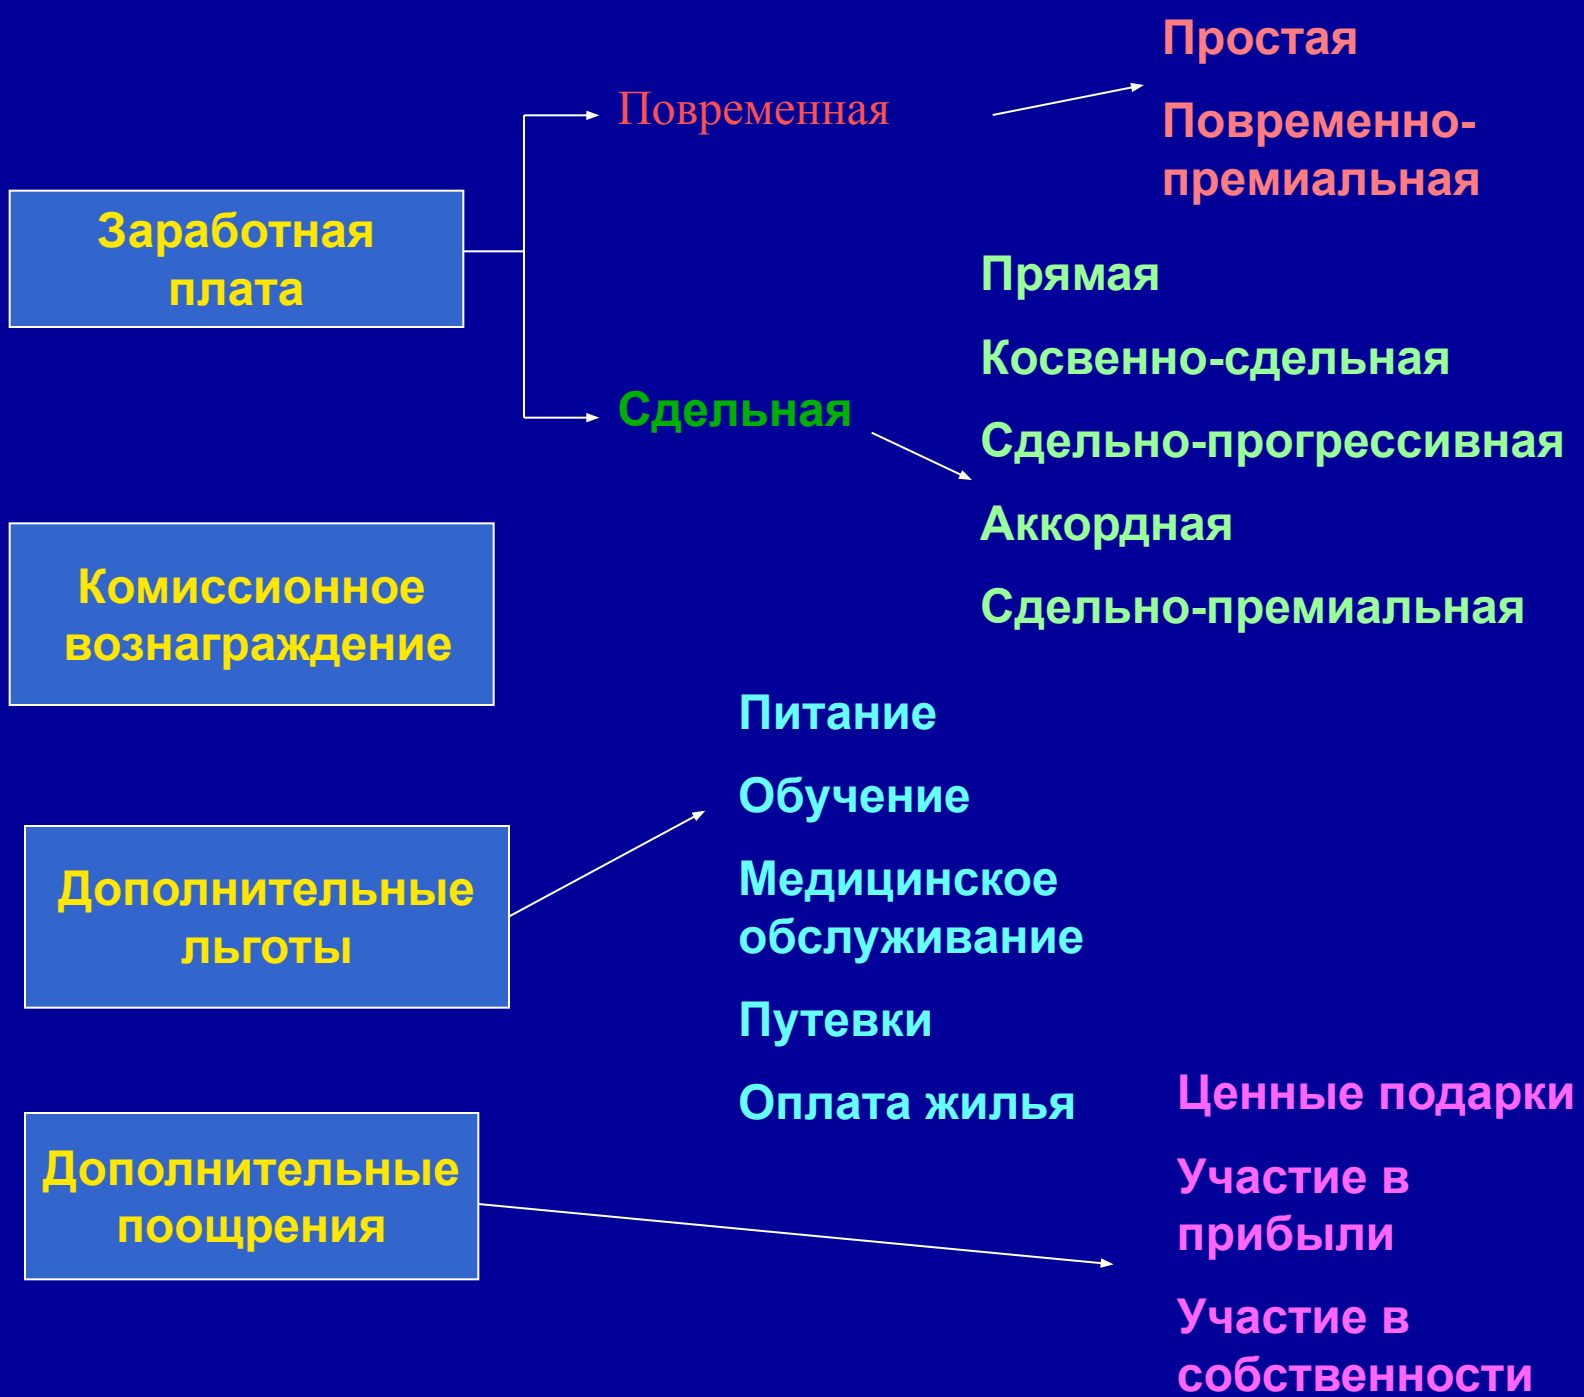 Простая
Повременная
Повременно-
премиальная
Заработная
плата
Прямая
Косвенно-сдельная
Сдельная
Сдельно-прогрессивная
Аккордная
Сдельно-премиальная
Комиссионное
вознаграждение
Питание
Обучение
Медицинское
обслуживание
Путевки
Оплата жилья
Дополнительные
льготы
Дополнительные
поощрения
Ценные подарки
Участие в
прибыли
Участие в
собственности